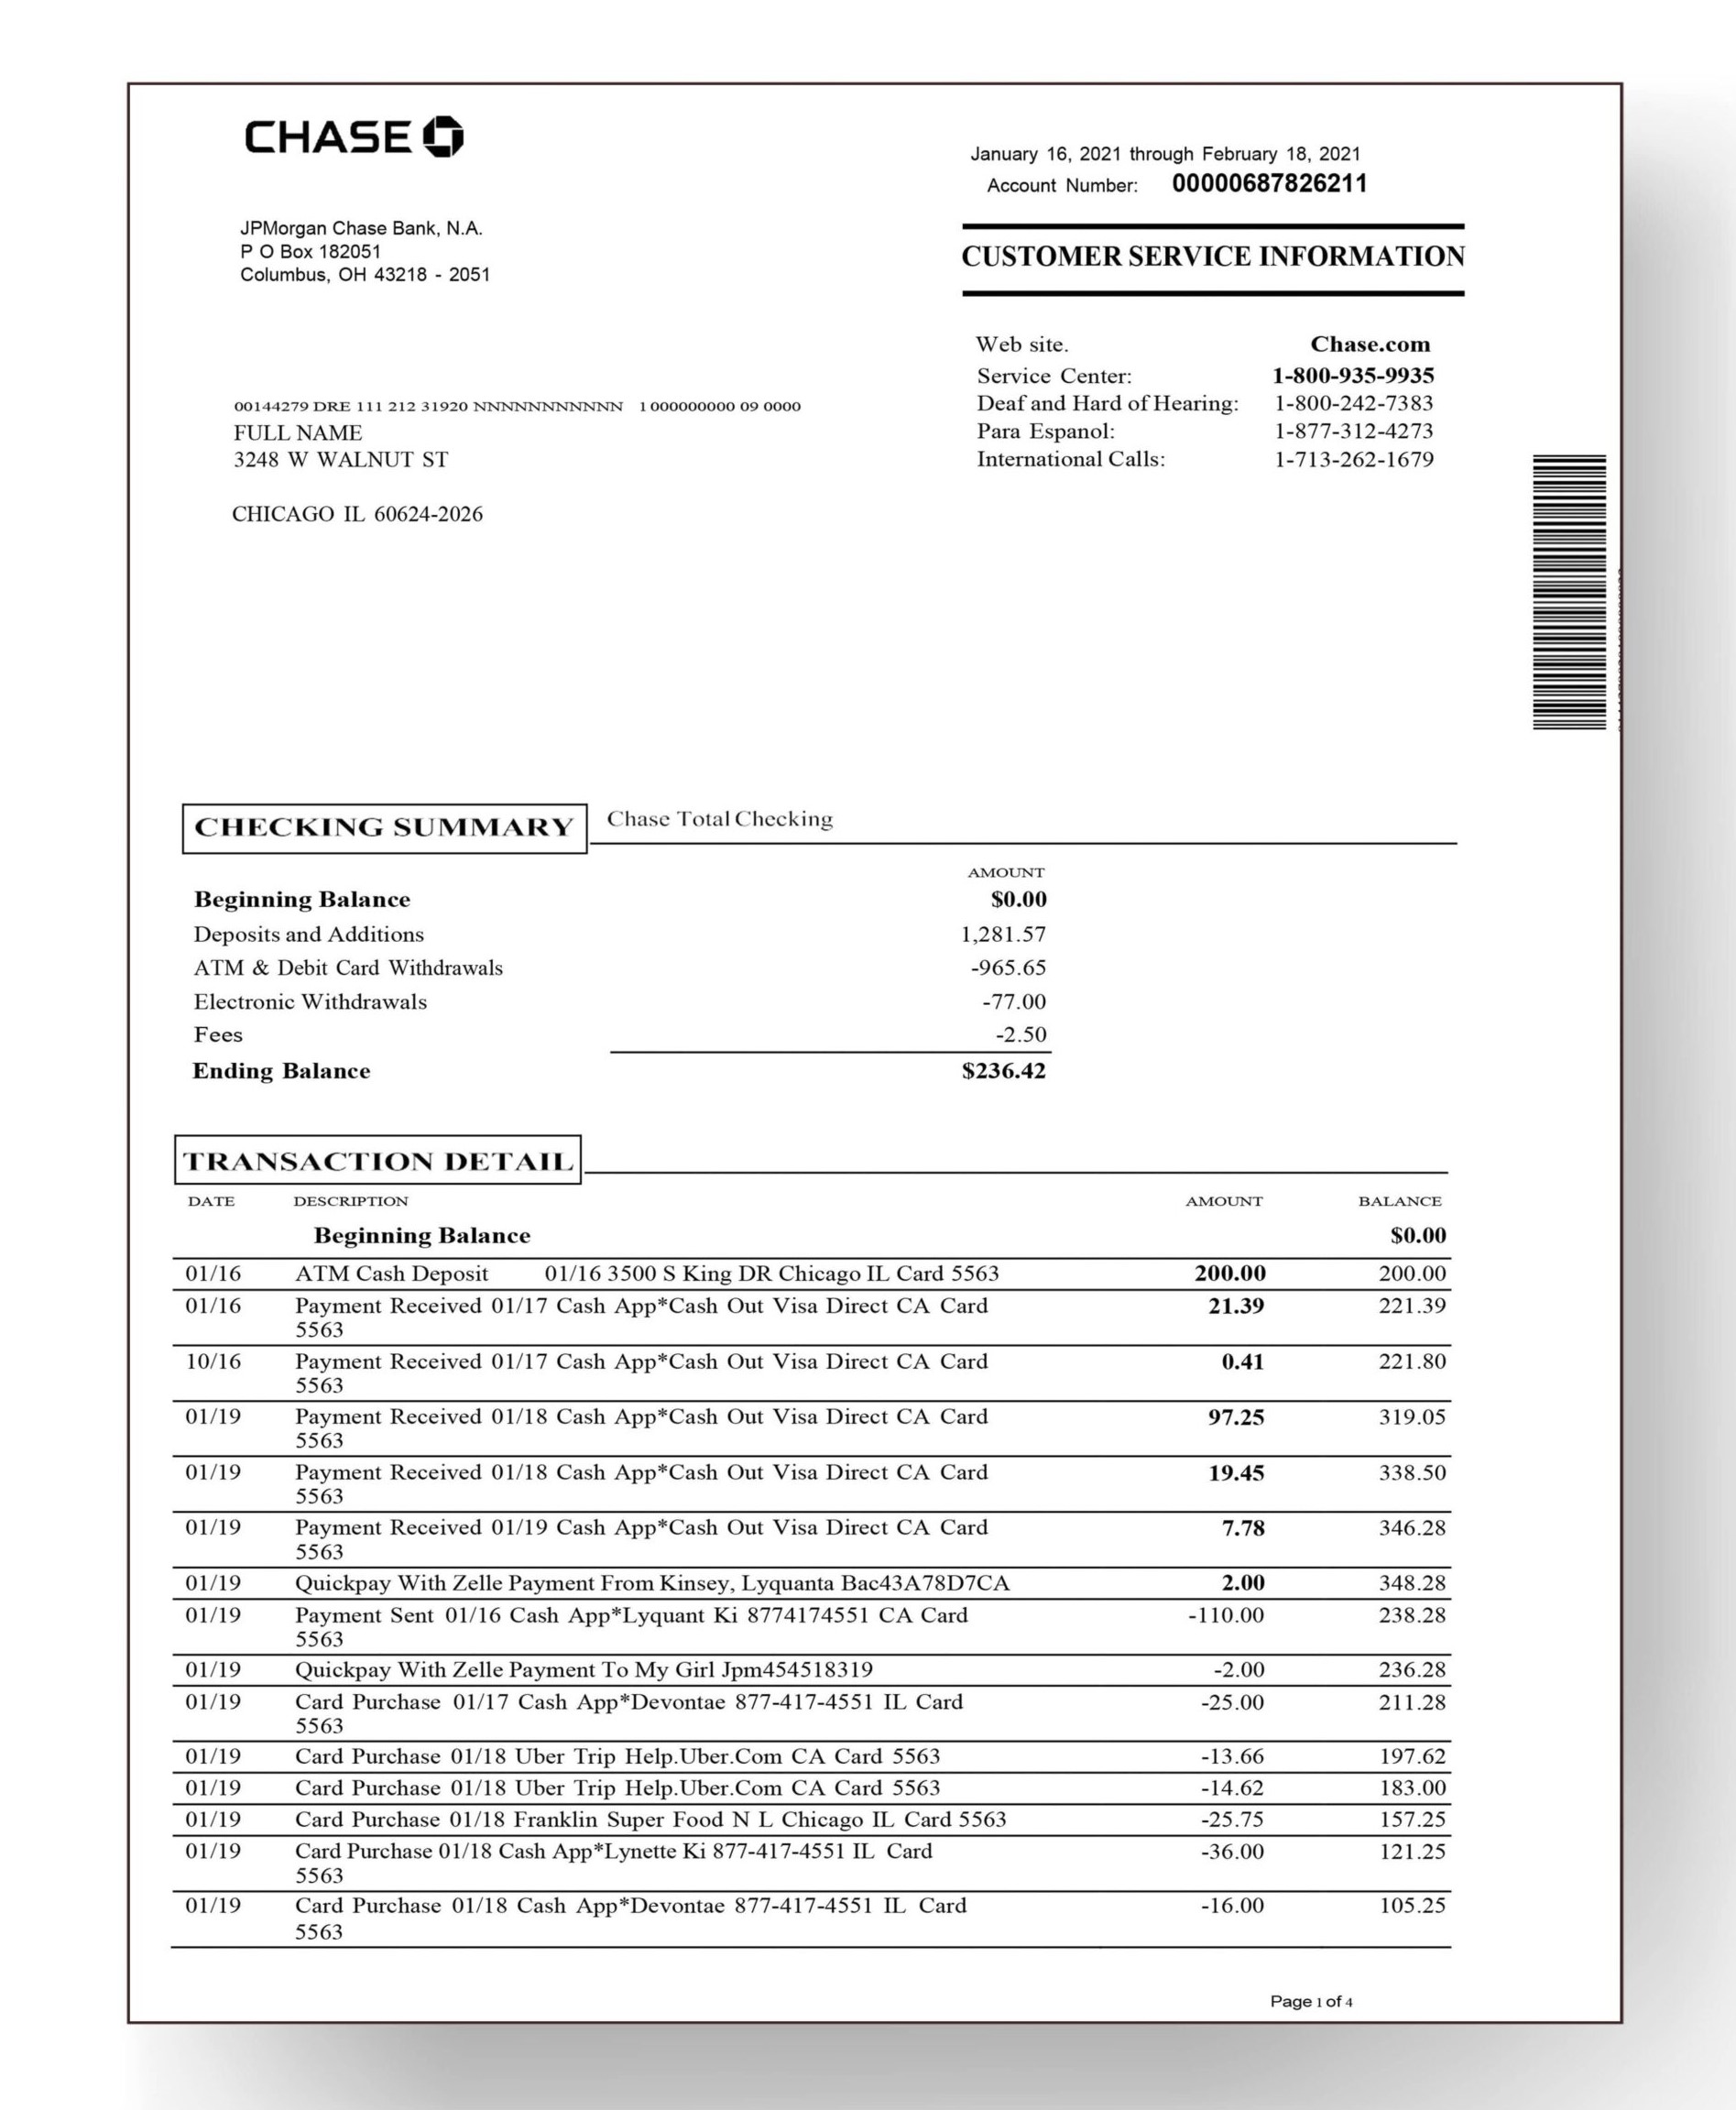 CHASE
January 16, 2021 through February 18, 2021
Account Number: 00000687826211
JPMorgan Chase Bank, N.A.
P O Box 182051
Columbus, OH 43218 - 2051
CUSTOMER SERVICE INFORMATION
Web site. Chase.com
Service Center: 1-800-935-9935
Deaf and Hard of Hearing: 1-800-242-7383
Para Espanol: 1-877-312-4273
International Calls: 1-713-262-1679
00144279 DRE 111 212 31920 NNNNNNNNNNN 1 000000000 09 0000
FULL NAME
3248 W WALNUT ST
CHICAGO IL 60624-2026
CHECKING SUMMARY Chase Total Checking
AMOUNT
Beginning Balance $0.00
Deposits and Additions 1,281.57
ATM & Debit Card Withdrawals -965.65
Electronic Withdrawals -77.00
Fees -2.50
Ending Balance $236.42
TRANSACTION DETAIL
DATE DESCRIPTION AMOUNT BALANCE
Beginning Balance $0.00
01/16 ATM Cash Deposit 01/16 3500 S King DR Chicago IL Card 5563 200.00 200.00
01/16 Payment Received 01/17 Cash App*Cash Out Visa Direct CA Card 21.39 221.39
5563
10/16 Payment Received 01/17 Cash App*Cash Out Visa Direct CA Card 0.41 221.80
5563
01/19 Payment Received 01/18 Cash App*Cash Out Visa Direct CA Card 97.25 319.05
5563
01/19 Payment Received 01/18 Cash App*Cash Out Visa Direct CA Card 19.45 338.50
5563
01/19 Payment Received 01/19 Cash App*Cash Out Visa Direct CA Card 7.78 346.28
5563
01/19 Quickpay With Zelle Payment From Kinsey, Lyquanta Bac43A78D7CA 2.00 348.28
01/19 Payment Sent 01/16 Cash App*Lyquant Ki 8774174551 CA Card -110.00 238.28
5563
01/19 Quickpay With Zelle Payment To My Girl Jpm454518319 -2.00 236.28
01/19 Card Purchase 01/17 Cash App*Devontae 877-417-4551 IL Card -25.00 211.28
5563
01/19 Card Purchase 01/18 Uber Trip Help.Uber.Com CA Card 5563 -13.66 197.62
01/19 Card Purchase 01/18 Uber Trip Help.Uber.Com CA Card 5563 -14.62 183.00
01/19 Card Purchase 01/18 Franklin Super Food N L Chicago IL Card 5563 -25.75 157.25
01/19 Card Purchase 01/18 Cash App*Lynette Ki 877-417-4551 IL Card -36.00 121.25
5563
01/19 Card Purchase 01/18 Cash App*Devontae 877-417-4551 IL Card -16.00 105.25
5563
Page 1 of 4